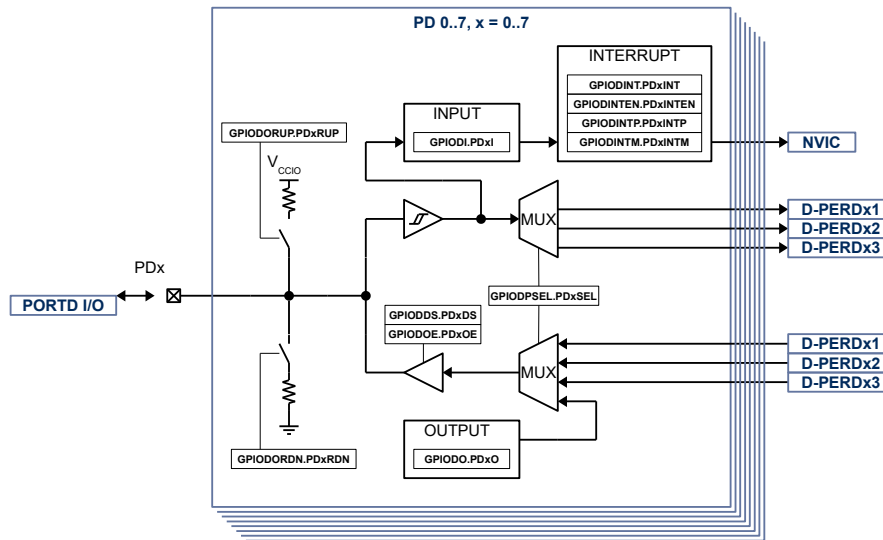 PD 0..7, x = 0..7
INTERRUPT
GPIODINT.PDxINT
GPIODINTEN.PDxINTEN
GPIODINTP.PDxINTP
GPIODINTM.PDxINTM
INPUT
GPIODI.PDxI
NVIC
GPIODORUP.PDxRUP
VCCIO
MUX
D-PERDx1
D-PERDx2
D-PERDx3
PDx
PORTD I/O
GPIODPSEL.PDxSEL
GPIODDS.PDxDS
GPIODOE.PDxOE
MUX
D-PERDx1
D-PERDx2
D-PERDx3
OUTPUT
GPIODO.PDxO
GPIODORDN.PDxRDN